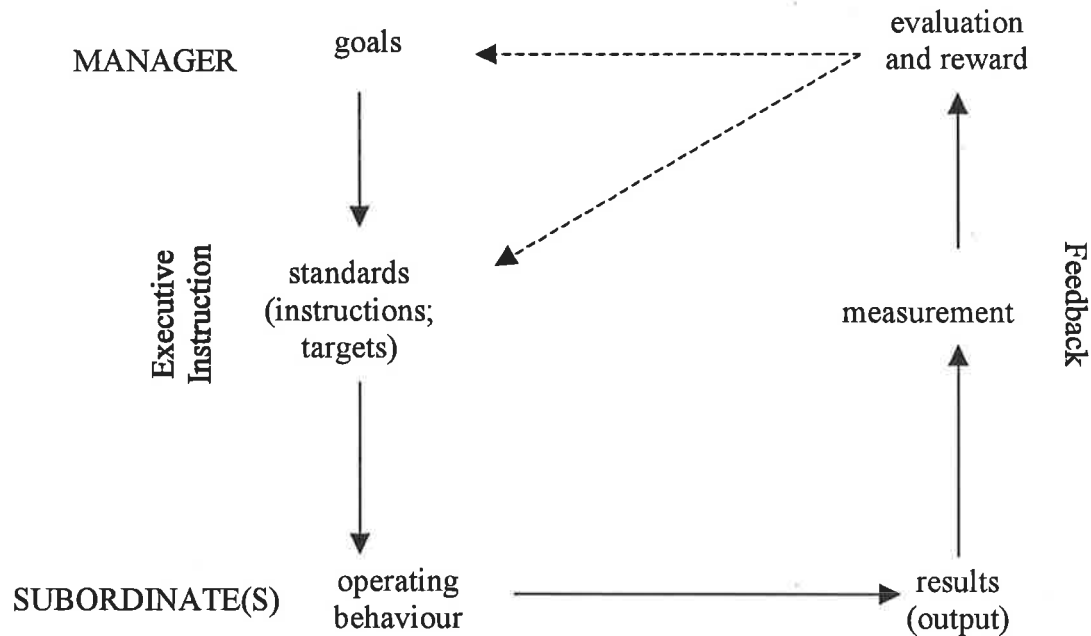 MANAGER
goals
evaluation
and reward
Executive
Instruction
standards
(instructions;
targets)
measurement
Feedback
SUBORDINATE(S)
operating
behaviour
results
(output)